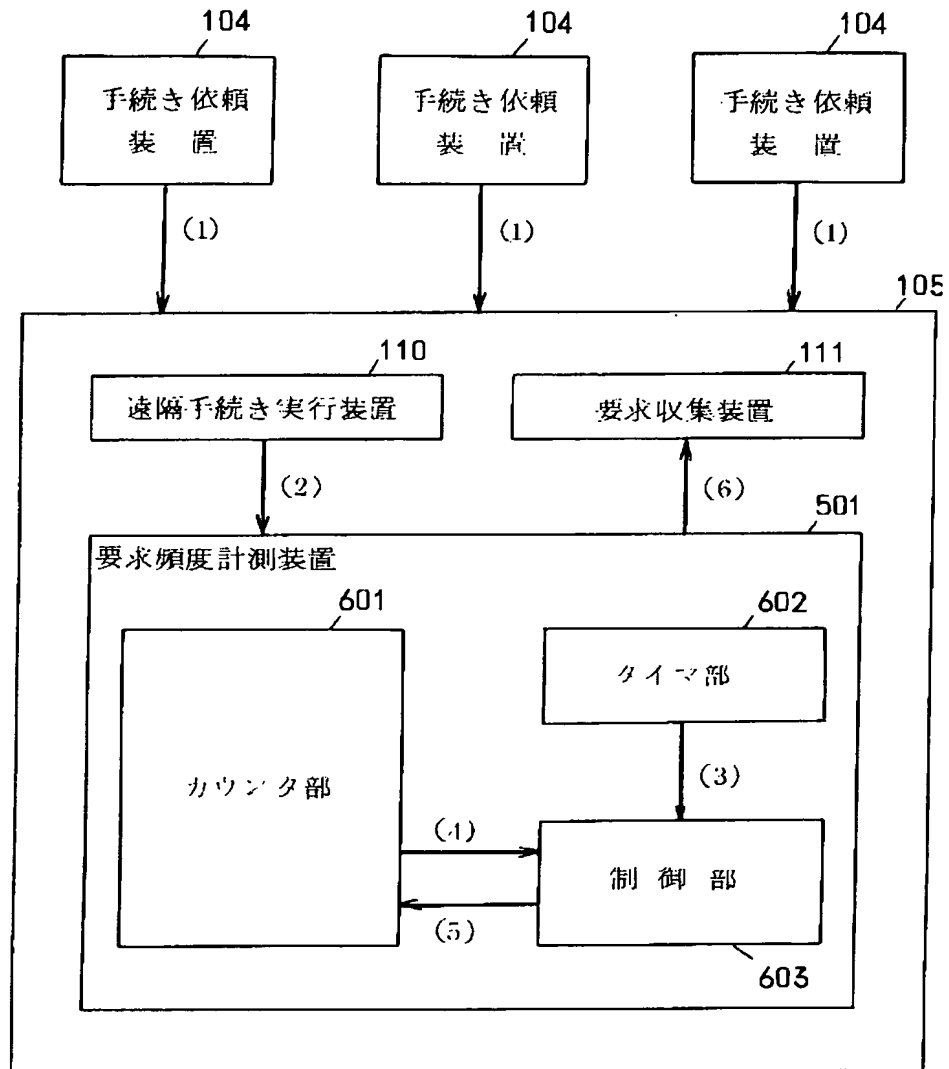 104
104
104
手続き依頼
装置
手続き依頼
装置
手続き依頼
装置
(1)
(1)
(1)
105
110
111
遠隔手続き実行装置
要求収集装置
(2)
(6)
501
要求頻度計測装置
601
602
タイマ部
カウンタ部
(3)
(4)
制御部
(5)
603